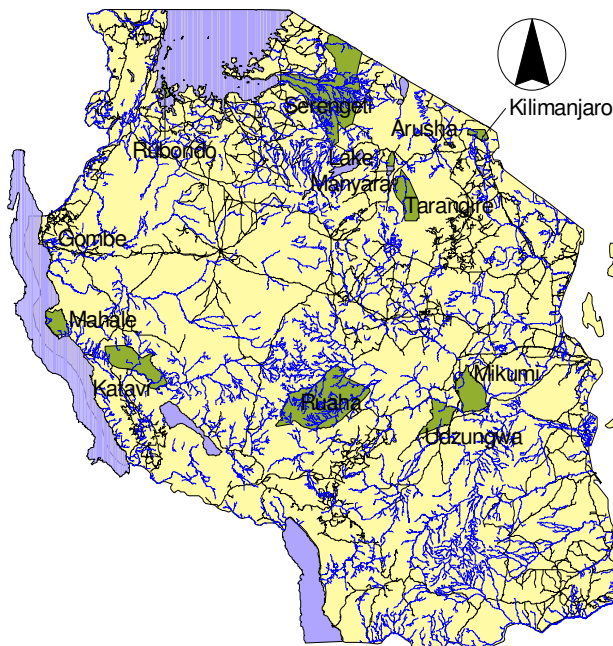 Serengeti
Kilimanjaro
Arusha
Rubondo
Lake
Manyara
Tarangire
Gombe
Mahale
Katavi
Mikumi
Ruaha
Udzungwa